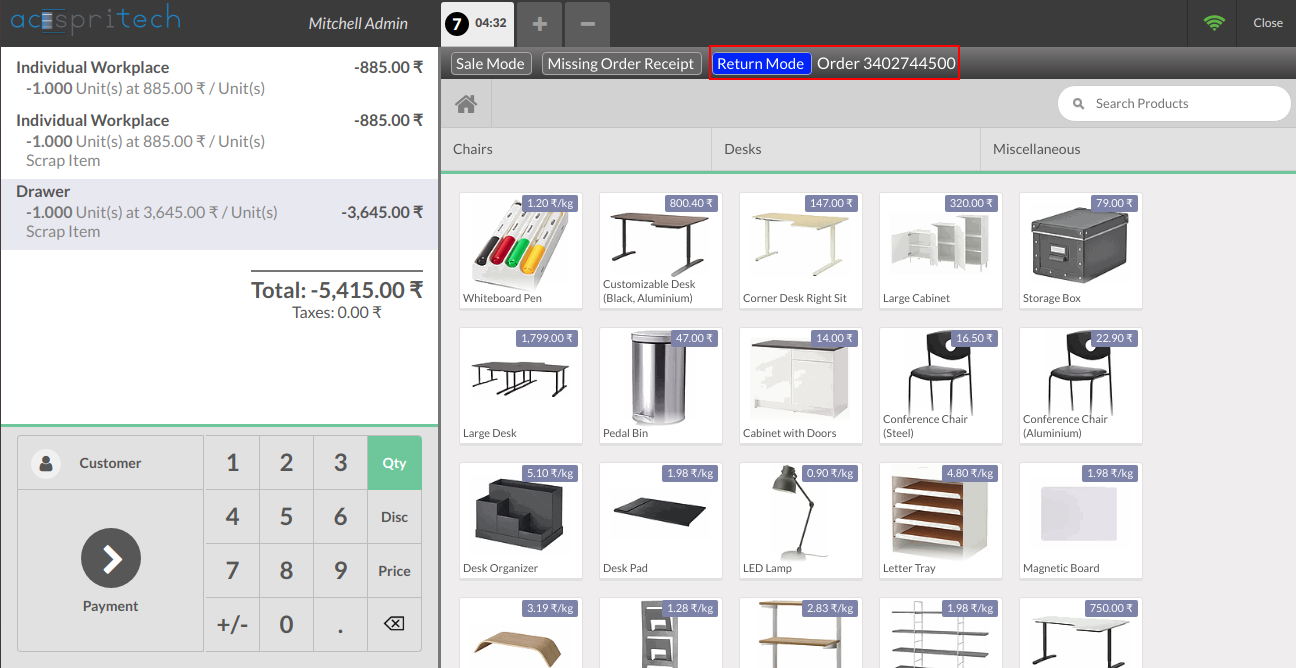 acespritech
Mitchell Admin
7 04:32
+
−
Close
Sale Mode
Missing Order Receipt
Return Mode
Order 3402744500
Individual Workplace -885.00 ₹
-1.000 Unit(s) at 885.00 ₹ / Unit(s)
Individual Workplace -885.00 ₹
-1.000 Unit(s) at 885.00 ₹ / Unit(s)
Scrap Item
Drawer
-1.000 Unit(s) at 3,645.00 ₹ / Unit(s) -3,645.00 ₹
Scrap Item
Total: -5,415.00 ₹
Taxes: 0.00 ₹
Customer
Payment
1 2 3 Qty
4 5 6 Disc
7 8 9 Price
+/- 0 .
Search Products
Chairs
Desks
Miscellaneous
1.20 ₹/kg
Whiteboard Pen
800.40 ₹
Customizable Desk
(Black, Aluminium)
147.00 ₹
Corner Desk Right Sit
320.00 ₹
Large Cabinet
79.00 ₹
Storage Box
1,799.00 ₹
Large Desk
47.00 ₹
Pedal Bin
14.00 ₹
Cabinet with Doors
16.50 ₹
Conference Chair
(Steel)
22.90 ₹
Conference Chair
(Aluminium)
5.10 ₹/kg
Desk Organizer
1.98 ₹/kg
Desk Pad
0.90 ₹/kg
LED Lamp
4.80 ₹/kg
Letter Tray
1.98 ₹/kg
Magnetic Board
3.19 ₹/kg
1.28 ₹/kg
2.83 ₹/kg
1.98 ₹/kg
750.00 ₹